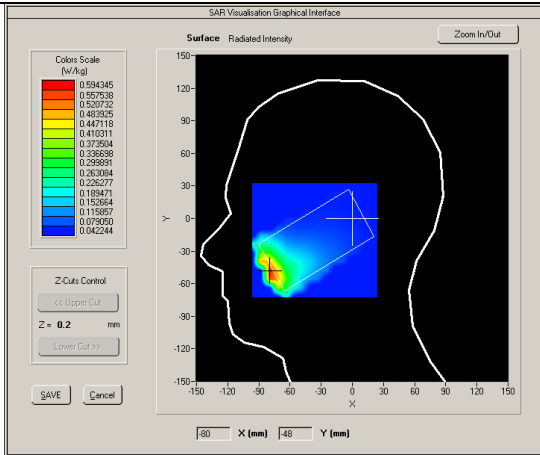 SAR Visualisation Graphical Interface
Surface Radiated Intensity
Zoom In/Out
Colors Scale
(W/kg)
0.594345
0.557538
0.520732
0.483925
0.447118
0.410311
0.373504
0.336698
0.299891
0.263084
0.226277
0.189471
0.152664
0.115857
0.079050
0.042244
Z-Cuts Control
<< Upper Cut
Z = 0.2 mm
Lower Cut >>
SAVE Cancel
150
120
90
60
30
0
-30
-60
-90
-120
-150
Y
-150 -120 -90 -60 -30 0 30 60 90 120 150
X
-80 X (mm) -48 Y (mm)